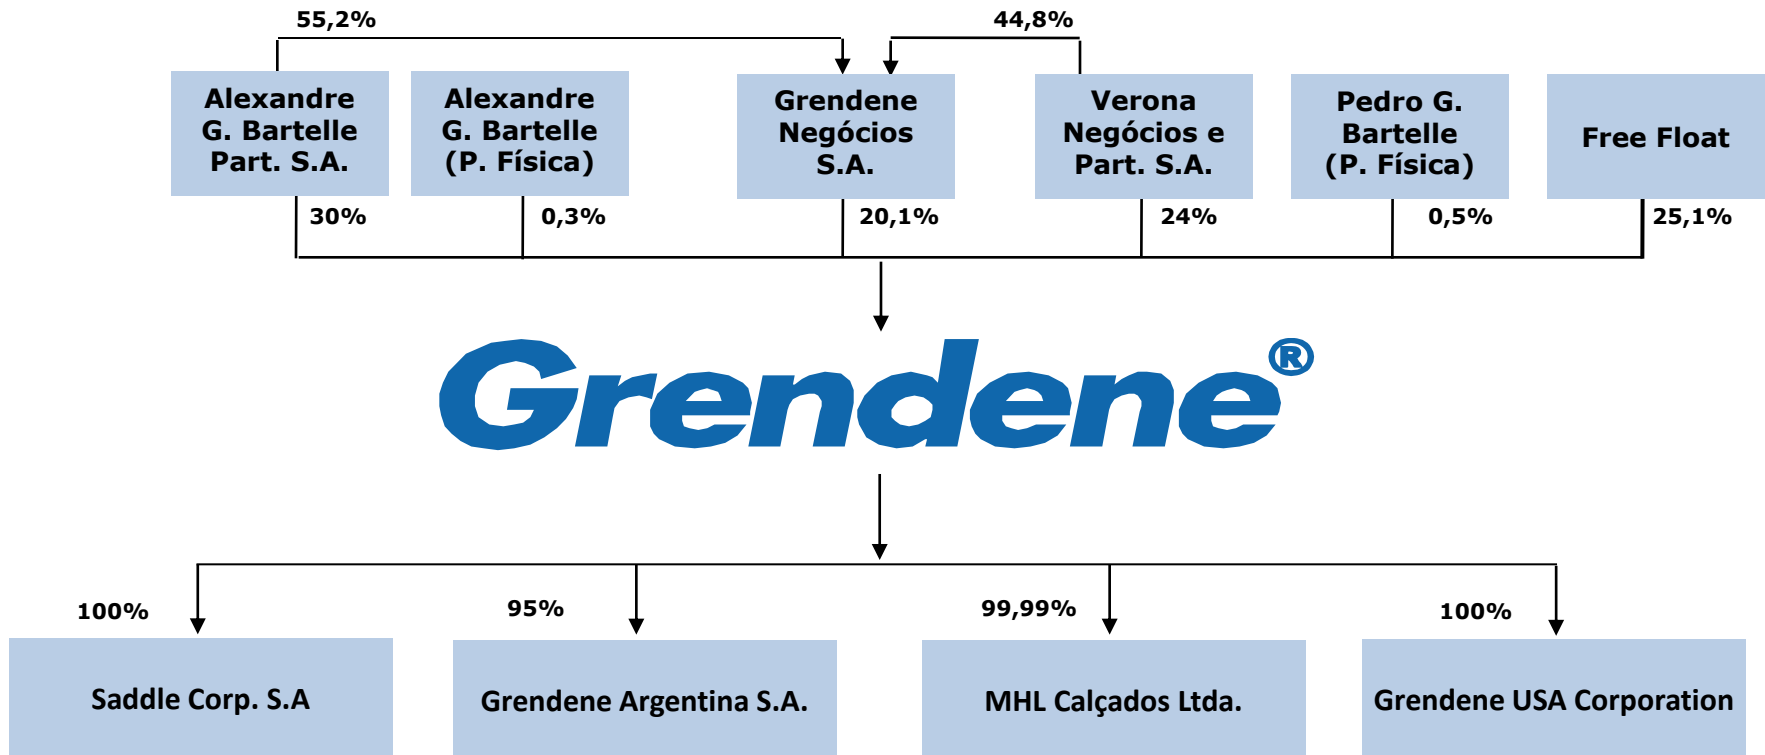 55,2%
44,8%
Alexandre
G. Bartelle
Part. S.A.
Alexandre
G. Bartelle
(P. Física)
Grendene
Negócios
S.A.
Verona
Negócios e
Part. S.A.
Pedro G.
Bartelle
(P. Física)
Free Float
30%
0,3%
20,1%
24%
0,5%
25,1%
Grendene®
100%
95%
99,99%
100%
Saddle Corp. S.A
Grendene Argentina S.A.
MHL Calçados Ltda.
Grendene USA Corporation